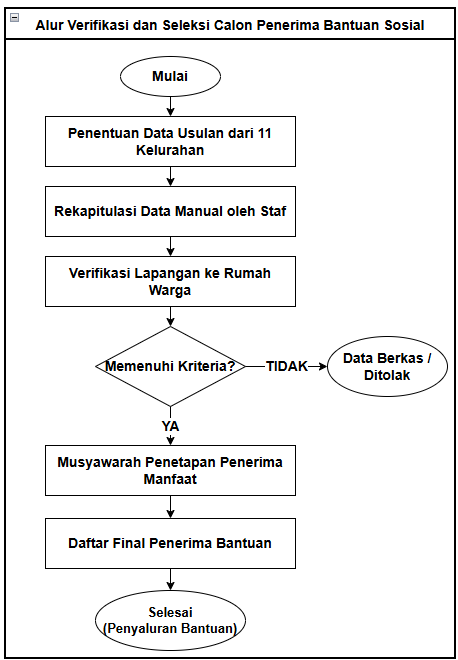 Alur Verifikasi dan Seleksi Calon Penerima Bantuan Sosial
Mulai
Penentuan Data Usulan dari 11
Kelurahan
Rekapitulasi Data Manual oleh Staf
Verifikasi Lapangan ke Rumah
Warga
Memenuhi Kriteria?
TIDAK
Data Berkas /
Ditolak
YA
Musyawarah Penetapan Penerima
Manfaat
Daftar Final Penerima Bantuan
Selesai
(Penyaluran Bantuan)